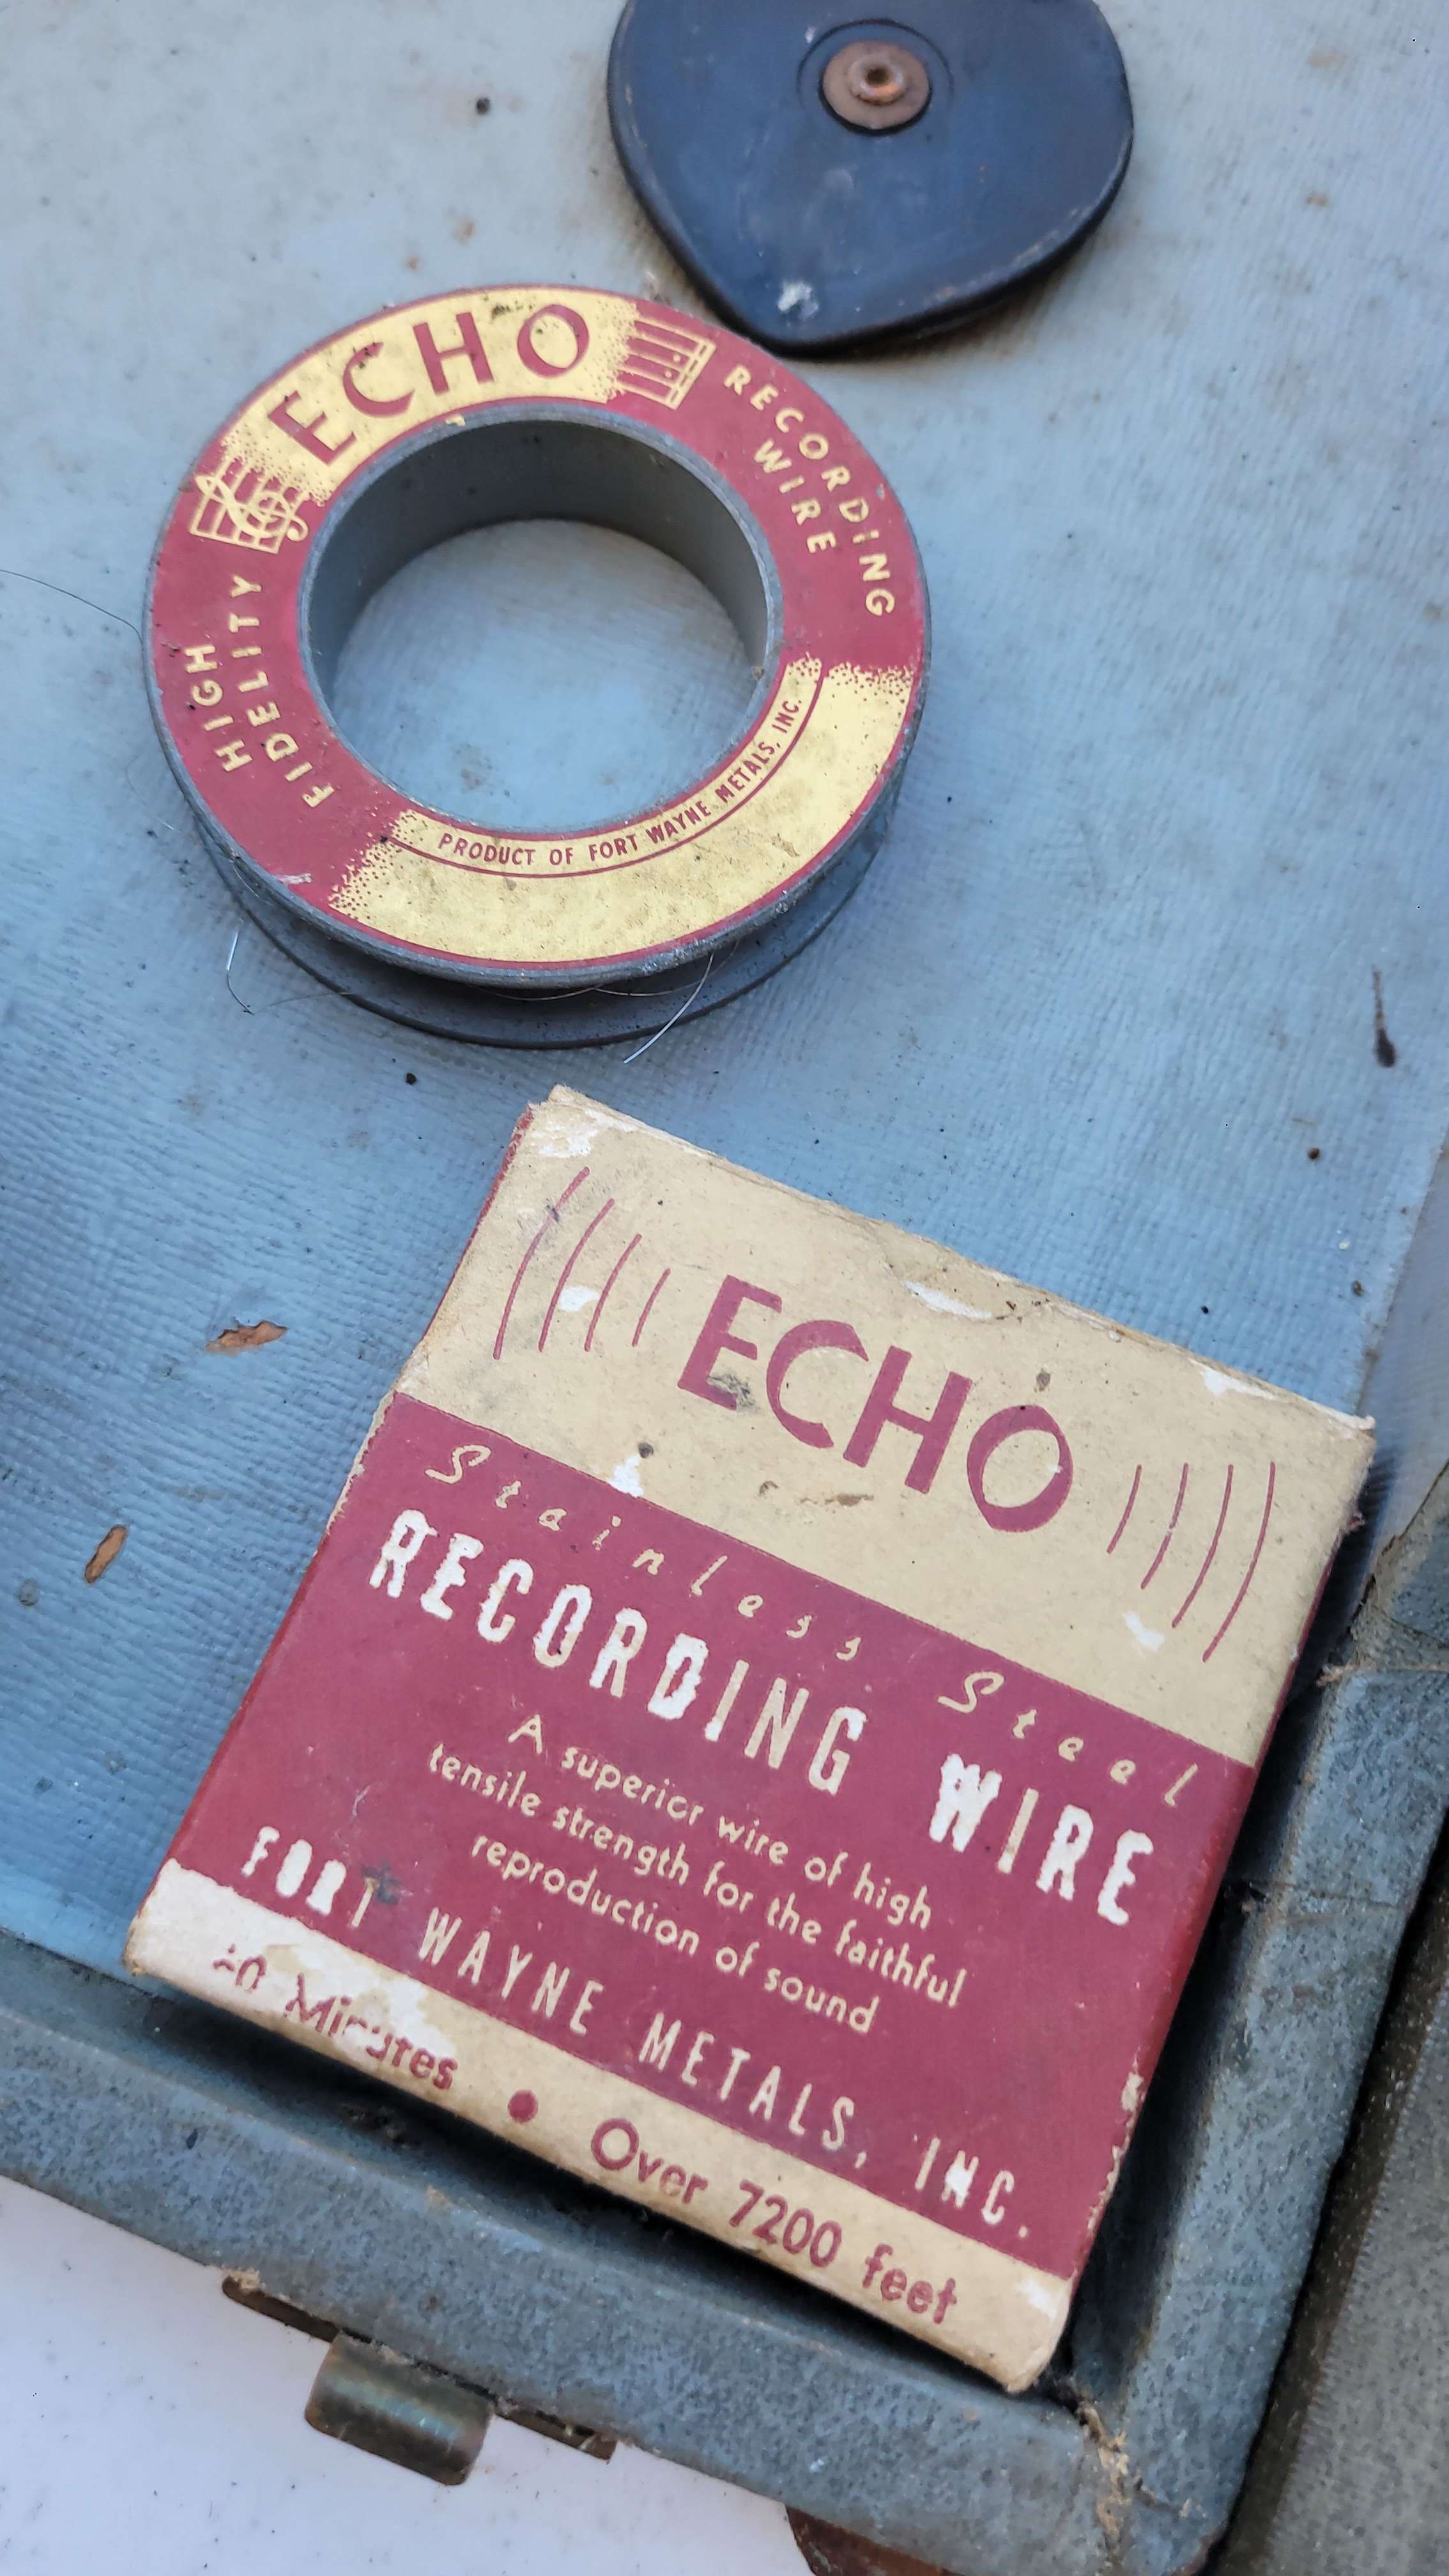 ECHO
RECORDING
WIRE
HIGH
FIDELITY
PRODUCT OF FORT WAYNE METALS, INC.
ECHO
Stainless Steel
RECORDING WIRE
A superior wire of high
tensile strength for the faithful
reproduction of sound
FORT WAYNE METALS, INC.
Minutes • Over 7200 feet